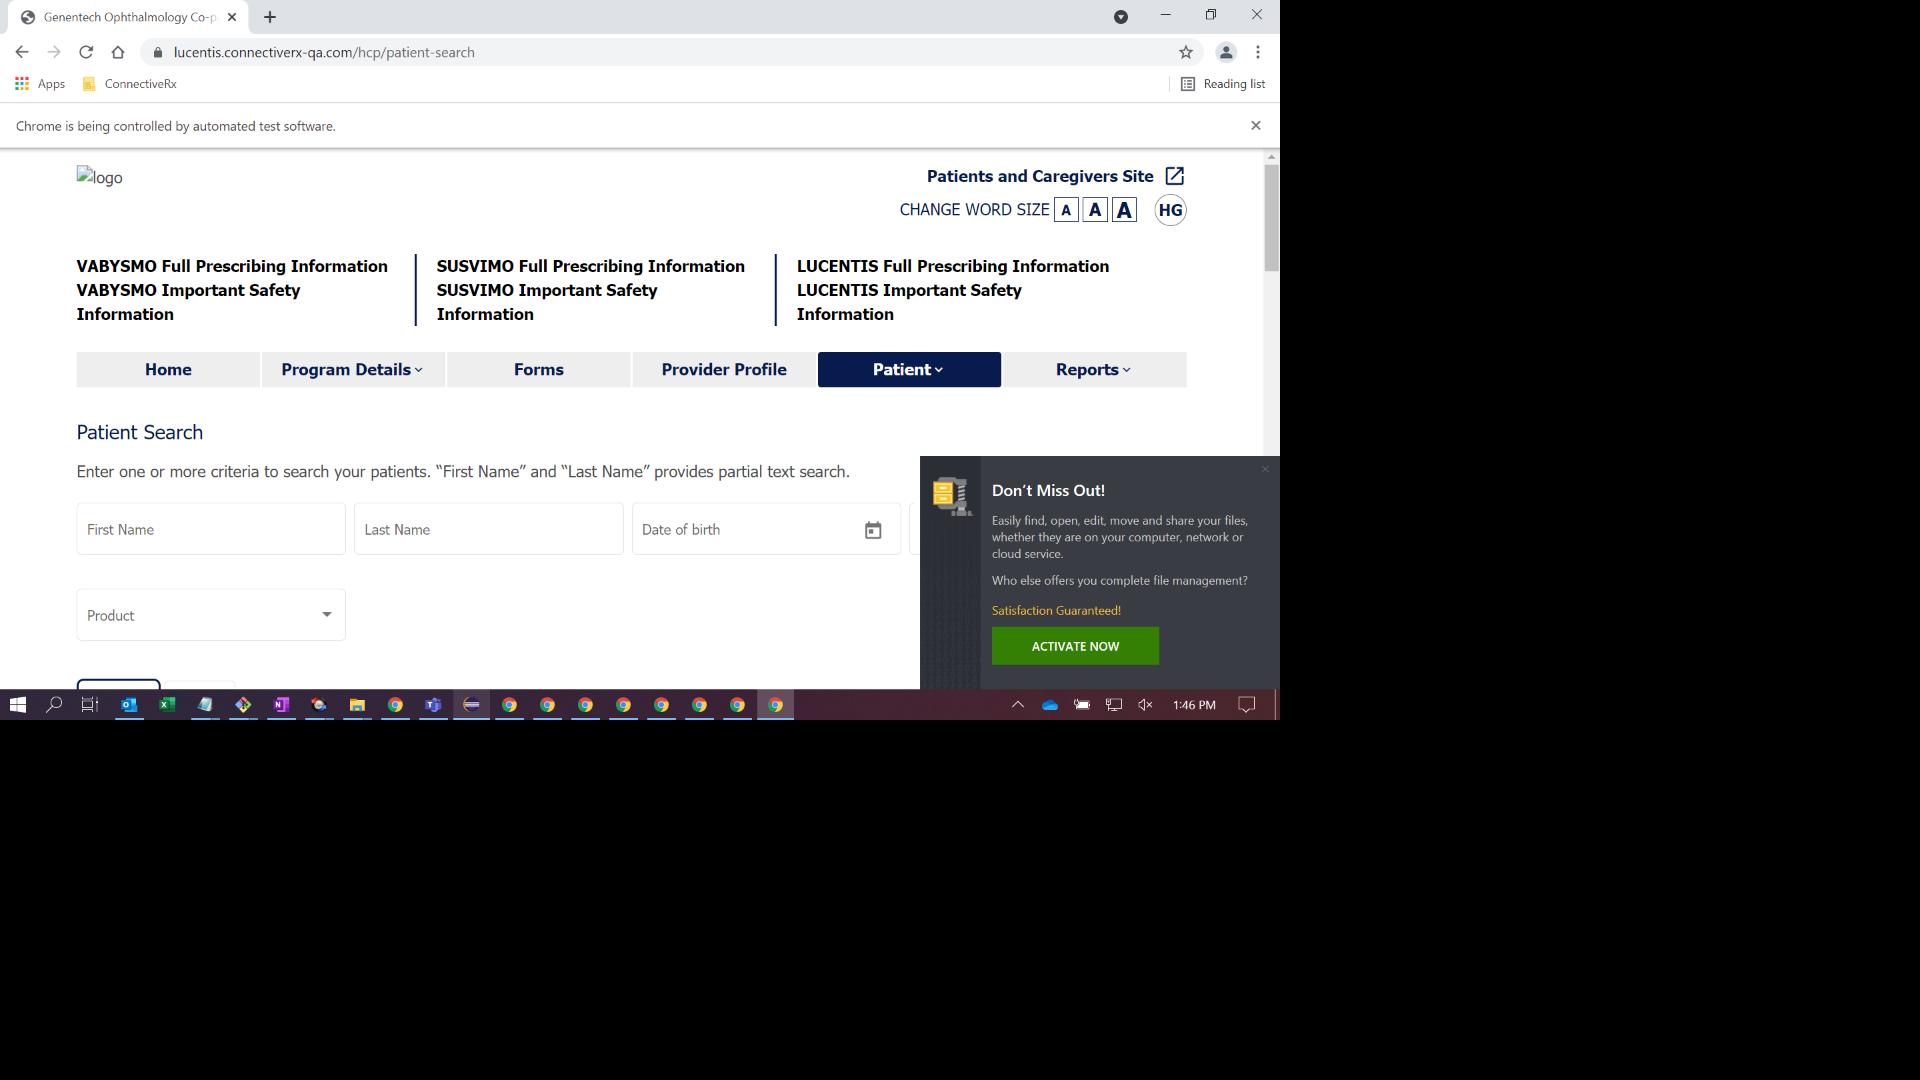 Genentech Ophthalmology Co-p
lucentis.connectiverx-qa.com/hcp/patient-search
Apps
ConnectiveRx
Reading list
Chrome is being controlled by automated test software.
logo
Patients and Caregivers Site
CHANGE WORD SIZE A A A HG
VABYSMO Full Prescribing Information
VABYSMO Important Safety
Information
SUSVIMO Full Prescribing Information
SUSVIMO Important Safety
Information
LUCENTIS Full Prescribing Information
LUCENTIS Important Safety
Information
Home
Program Details
Forms
Provider Profile
Patient
Reports
Patient Search
Enter one or more criteria to search your patients. “First Name” and “Last Name” provides partial text search.
First Name
Last Name
Date of birth
Product
Don’t Miss Out!
Easily find, open, edit, move and share your files,
whether they are on your computer, network or
cloud service.
Who else offers you complete file management?
Satisfaction Guaranteed!
ACTIVATE NOW
1:46 PM